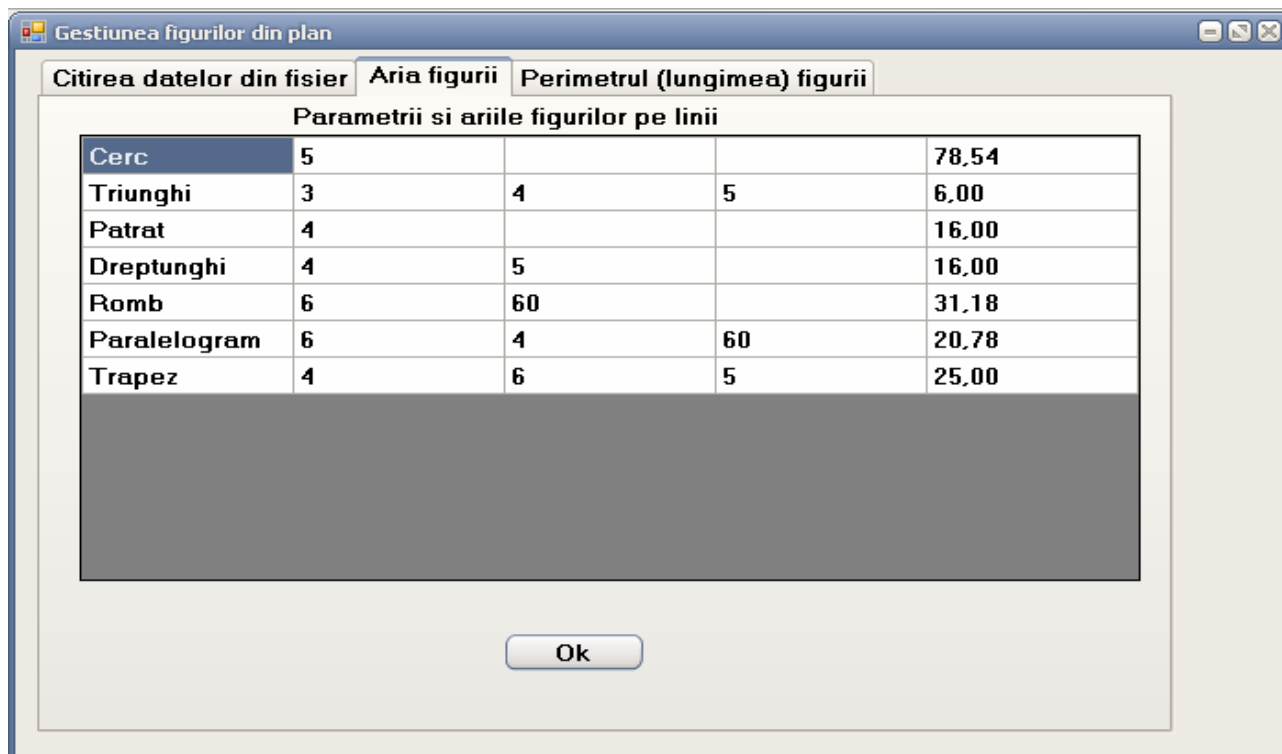 Gestiunea figurilor din plan
Citirea datelor din fisier Aria figurii Perimetrul (lungimea) figurii
Parametrii si ariile figurilor pe linii
Cerc 5 78,54
Triunghi 3 4 5 6,00
Patrat 4 16,00
Dreptunghi 4 5 16,00
Romb 6 60 31,18
Paralelogram 6 4 60 20,78
Trapez 4 6 5 25,00
Ok